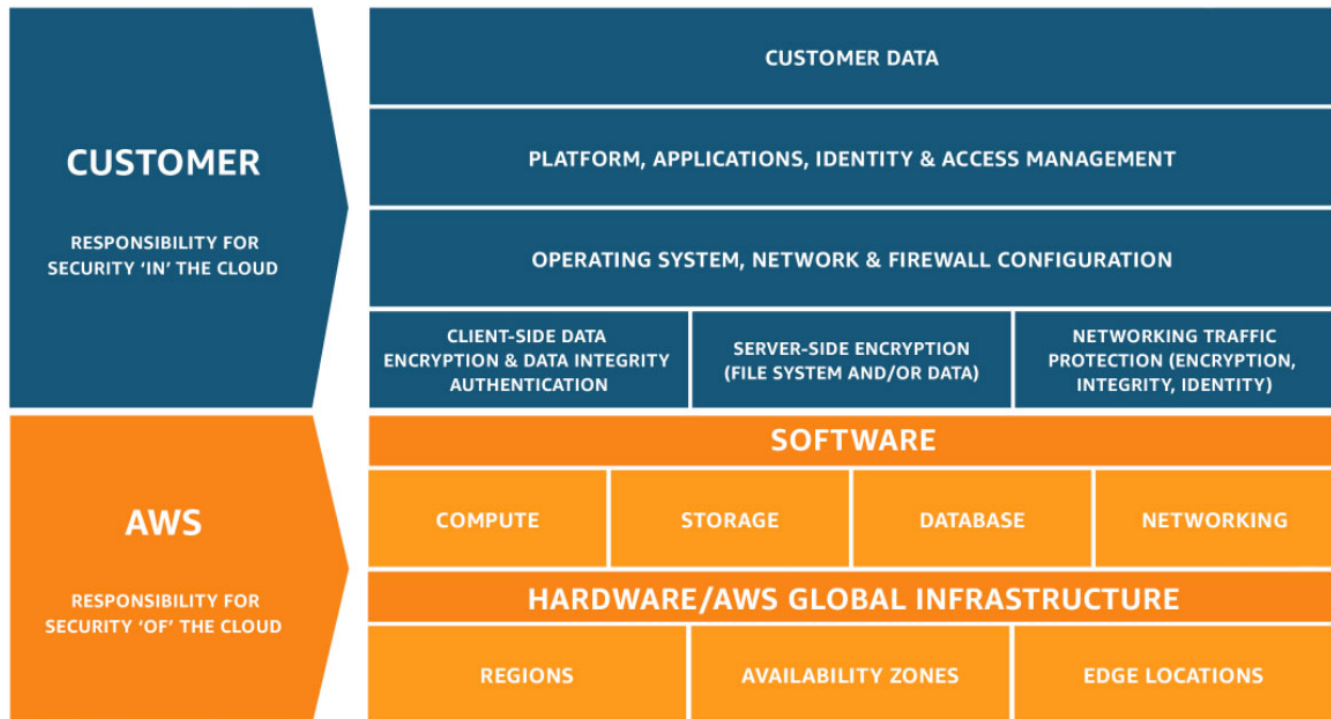 CUSTOMER
RESPONSIBILITY FOR
SECURITY ‘IN’ THE CLOUD
CUSTOMER DATA
PLATFORM, APPLICATIONS, IDENTITY & ACCESS MANAGEMENT
OPERATING SYSTEM, NETWORK & FIREWALL CONFIGURATION
CLIENT-SIDE DATA
ENCRYPTION & DATA INTEGRITY
AUTHENTICATION
SERVER-SIDE ENCRYPTION
(FILE SYSTEM AND/OR DATA)
NETWORKING TRAFFIC
PROTECTION (ENCRYPTION,
INTEGRITY, IDENTITY)
AWS
RESPONSIBILITY FOR
SECURITY ‘OF’ THE CLOUD
SOFTWARE
COMPUTE
STORAGE
DATABASE
NETWORKING
HARDWARE/AWS GLOBAL INFRASTRUCTURE
REGIONS
AVAILABILITY ZONES
EDGE LOCATIONS